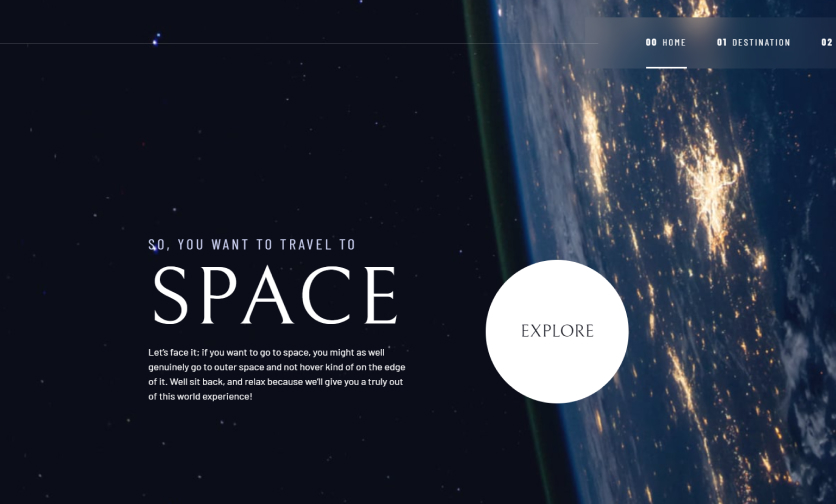 00 HOME 01 DESTINATION 02
SO, YOU WANT TO TRAVEL TO
SPACE
EXPLORE
Let's face it; if you want to go to space, you might as well
genuinely go to outer space and not hover kind of on the edge
of it. Well sit back, and relax because we'll give you a truly out
of this world experience!